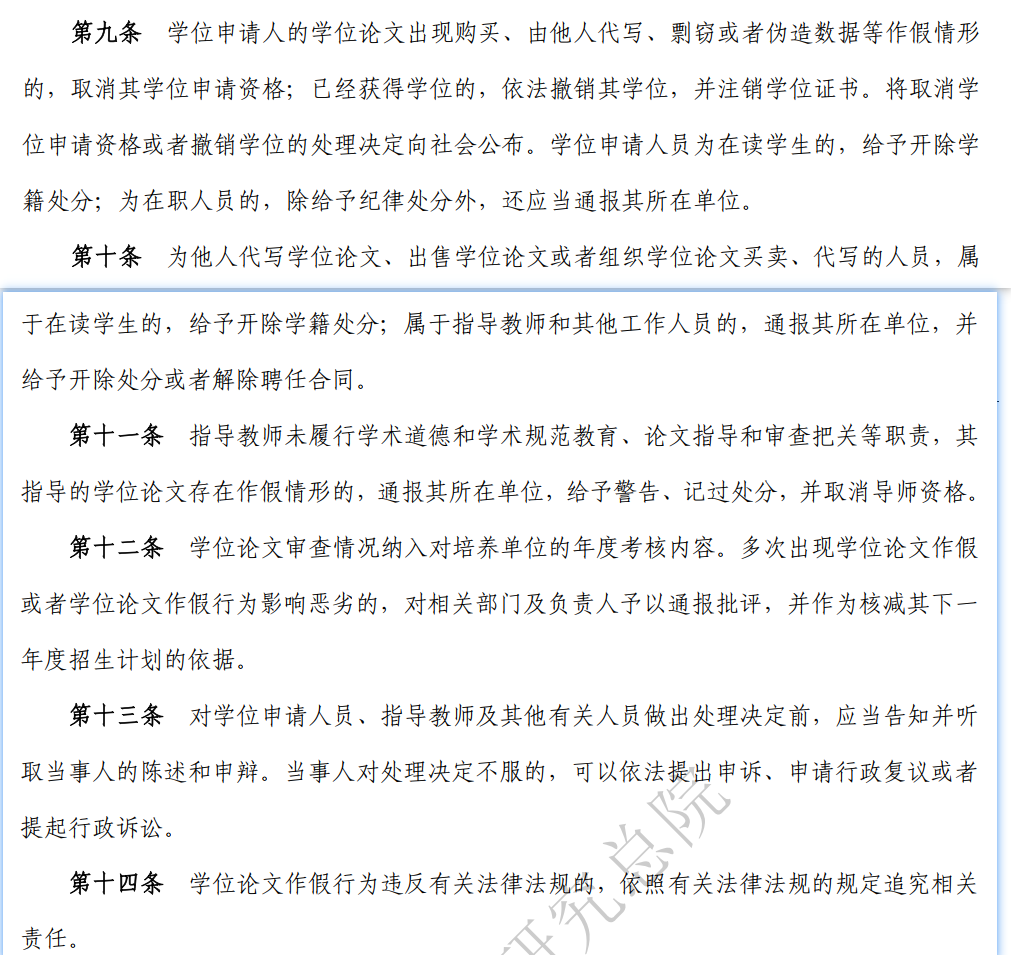 第九条　学位申请人的学位论文出现购买、由他人代写、剽窃或者伪造数据等作假情形
的，取消其学位申请资格；已经获得学位的，依法撤销其学位，并注销学位证书。将取消学
位申请资格或者撤销学位的处理决定向社会公布。学位申请人员为在读学生的，给予开除学
籍处分；为在职人员的，除给予纪律处分外，还应当通报其所在单位。
第十条　为他人代写学位论文、出售学位论文或者组织学位论文买卖、代写的人员，属
于在读学生的，给予开除学籍处分；属于指导教师和其他工作人员的，通报其所在单位，并
给予开除处分或者解除聘任合同。
第十一条　指导教师未履行学术道德和学术规范教育、论文指导和审查把关等职责，其
指导的学位论文存在作假情形的，通报其所在单位，给予警告、记过处分，并取消导师资格。
第十二条　学位论文审查情况纳入对培养单位的年度考核内容。多次出现学位论文作假
或者学位论文作假行为影响恶劣的，对相关部门及负责人予以通报批评，并作为核减其下一
年度招生计划的依据。
第十三条　对学位申请人员、指导教师及其他有关人员做出处理决定前，应当告知并听
取当事人的陈述和申辩。当事人对处理决定不服的，可以依法提出申诉、申请行政复议或者
提起行政诉讼。
第十四条　学位论文作假行为违反有关法律法规的，依照有关法律法规的规定追究相关
责任。
研究总院